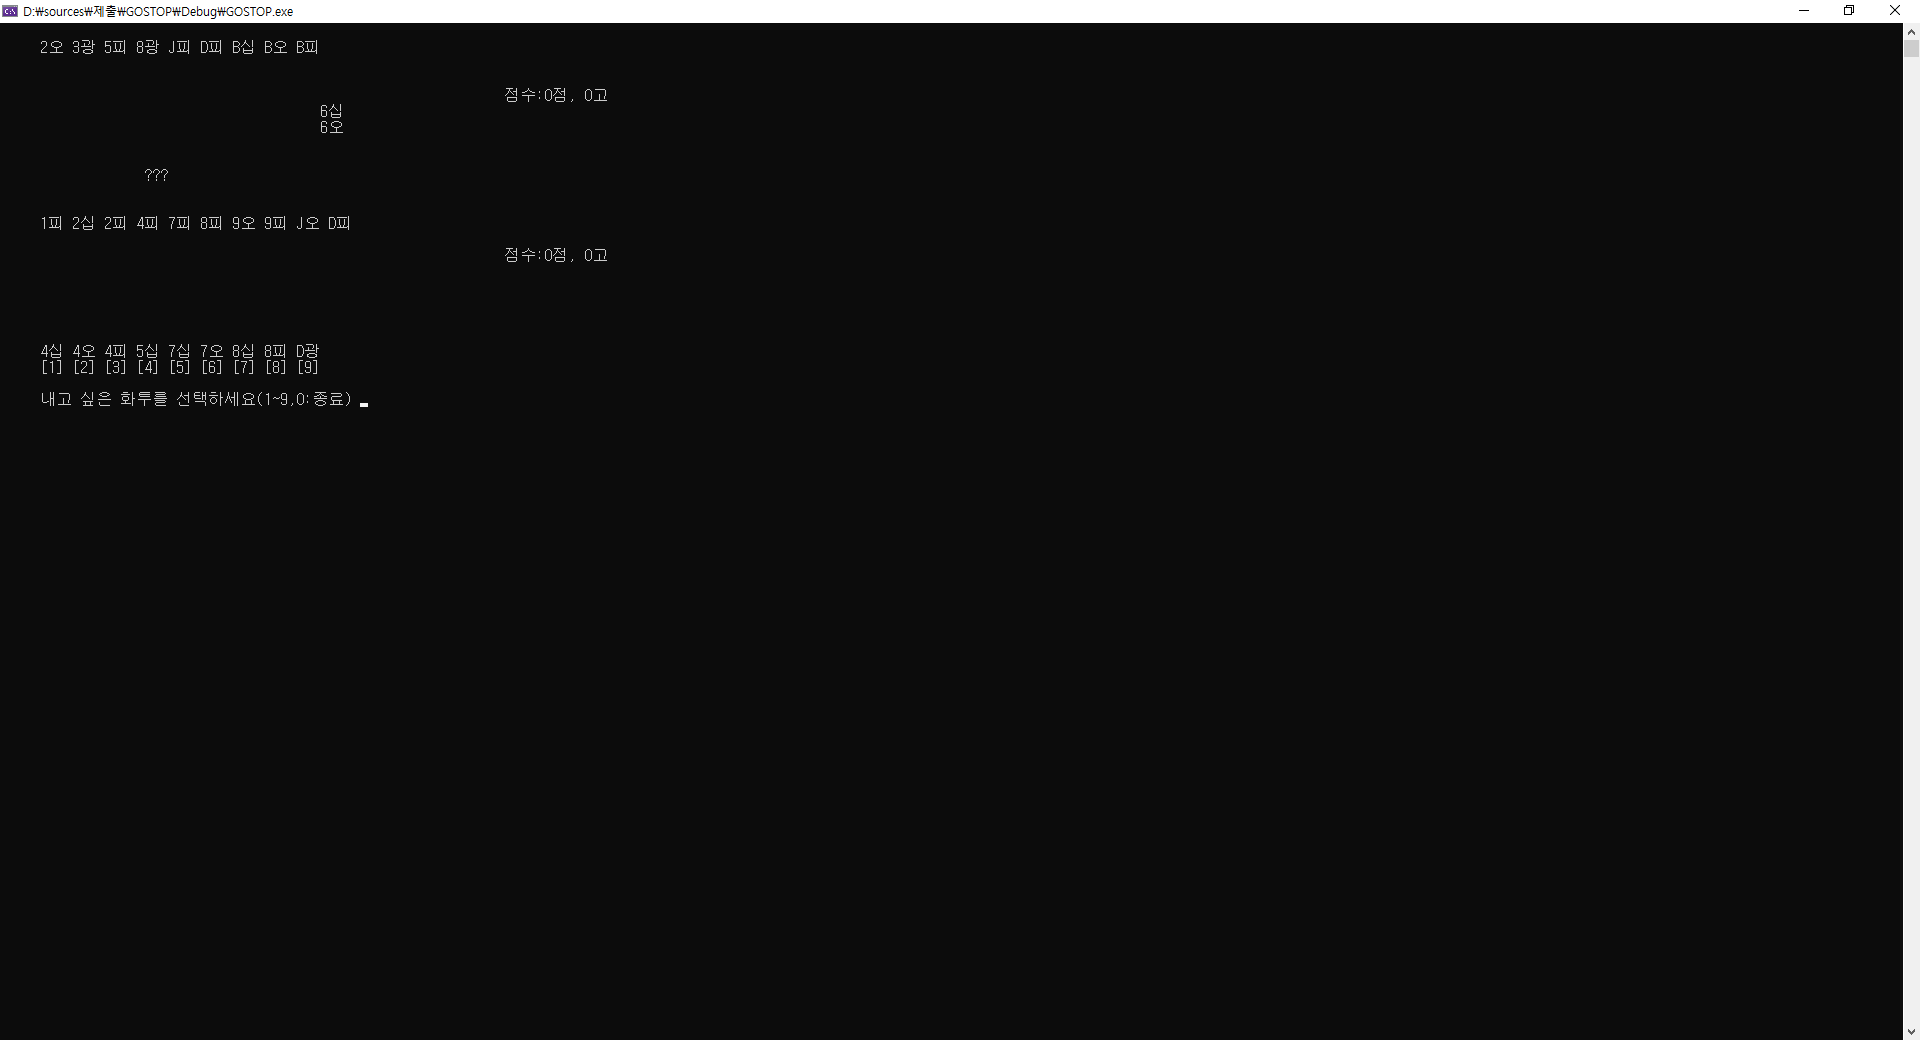 D:₩sources₩제출₩GOSTOP₩Debug₩GOSTOP.exe
2오 3광 5피 8광 J피 D피 B십 B오 B피
점수:0점, 0고
6십
6오
???
1피 2십 2피 4피 7피 8피 9오 9피 J오 D피
점수:0점, 0고
4십 4오 4피 5십 7십 7오 8십 8피 D광
[1] [2] [3] [4] [5] [6] [7] [8] [9]
내고 싶은 화투를 선택하세요(1~9,0:종료)